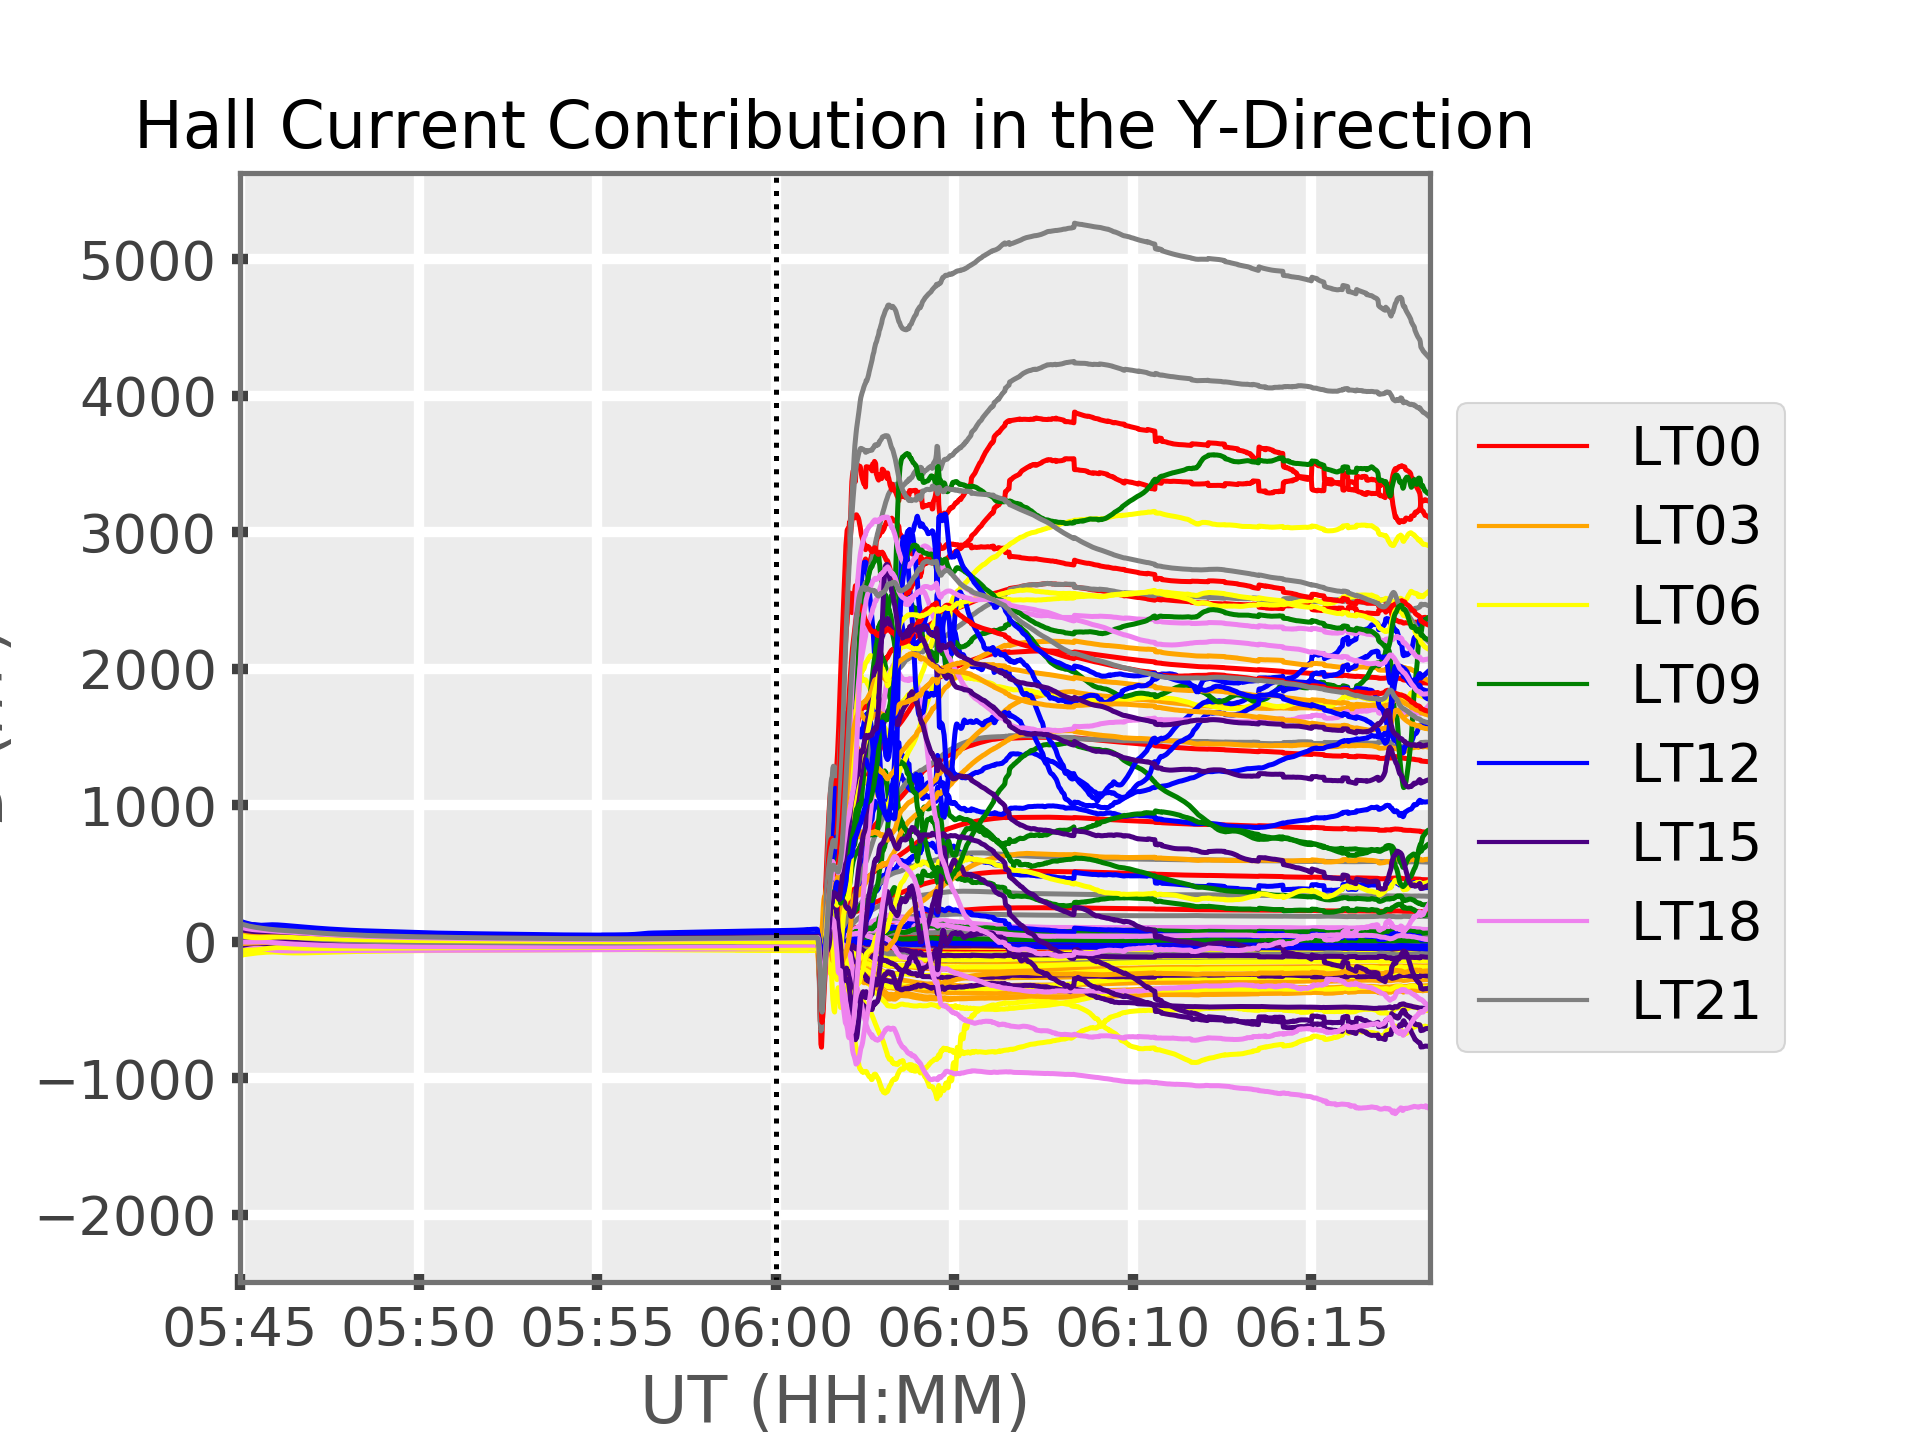 Hall Current Contribution in the Y-Direction
5000
4000
3000
2000
1000
0
−1000
−2000
05:45 05:50 05:55 06:00 06:05 06:10 06:15
UT (HH:MM)
LT00
LT03
LT06
LT09
LT12
LT15
LT18
LT21